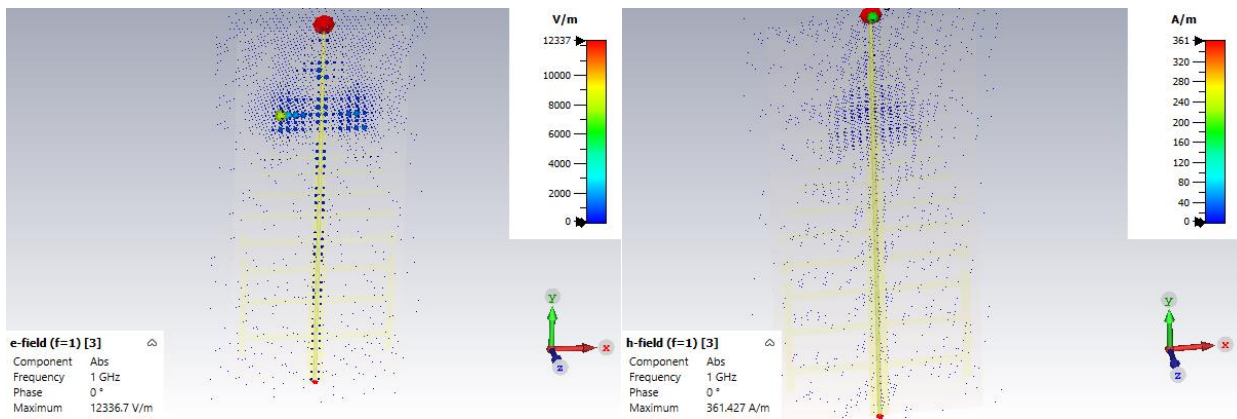 V/m
12337
10000
8000
6000
4000
2000
0
y
x
z
e-field (f=1) [3]
Component Abs
Frequency 1 GHz
Phase 0 °
Maximum 12336.7 V/m
A/m
361
320
280
240
200
160
120
80
40
0
y
x
z
h-field (f=1) [3]
Component Abs
Frequency 1 GHz
Phase 0 °
Maximum 361.427 A/m